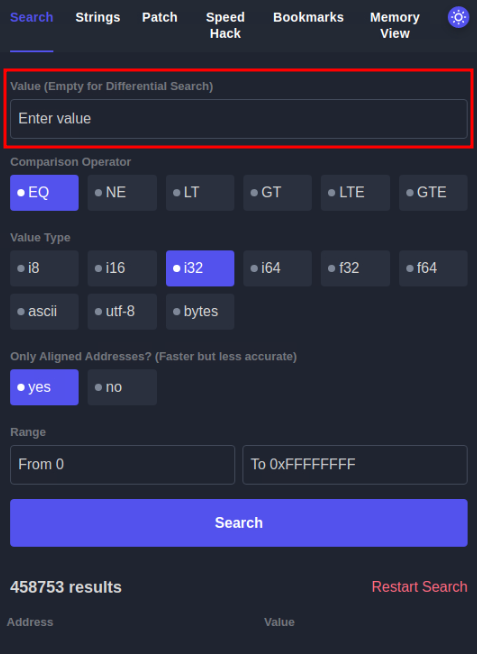 Search Strings Patch Speed Hack Bookmarks Memory View
Value (Empty for Differential Search)
Enter value
Comparison Operator
EQ NE LT GT LTE GTE
Value Type
i8 i16 i32 i64 f32 f64
ascii utf-8 bytes
Only Aligned Addresses? (Faster but less accurate)
yes no
Range
From 0 To 0xFFFFFFFF
Search
458753 results Restart Search
Address Value